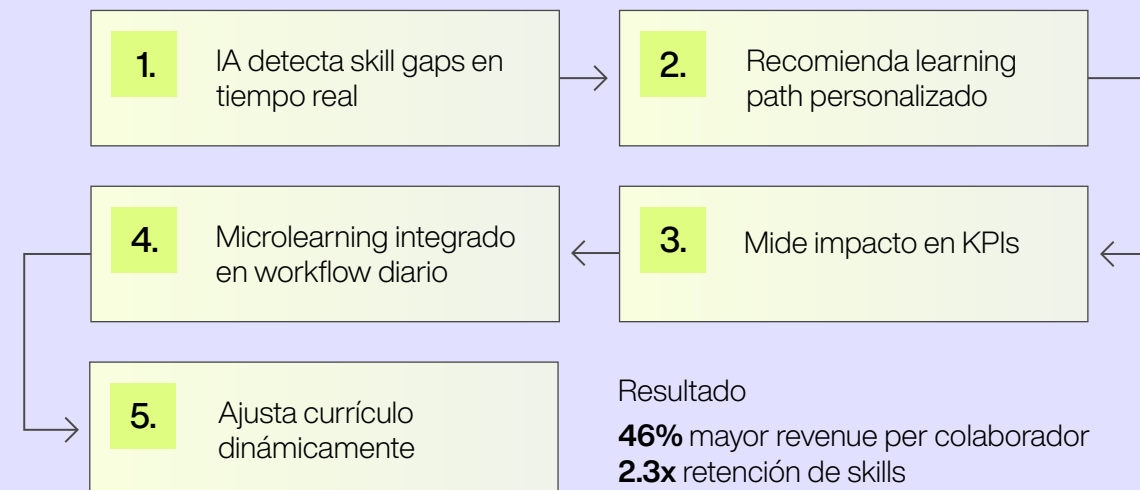 1.
IA detecta skill gaps en
tiempo real
2.
Recomienda learning
path personalizado
3.
Mide impacto en KPIs
4.
Microlearning integrado
en workflow diario
5.
Ajusta currículo
dinámicamente
Resultado
46% mayor revenue per colaborador
2.3x retención de skills